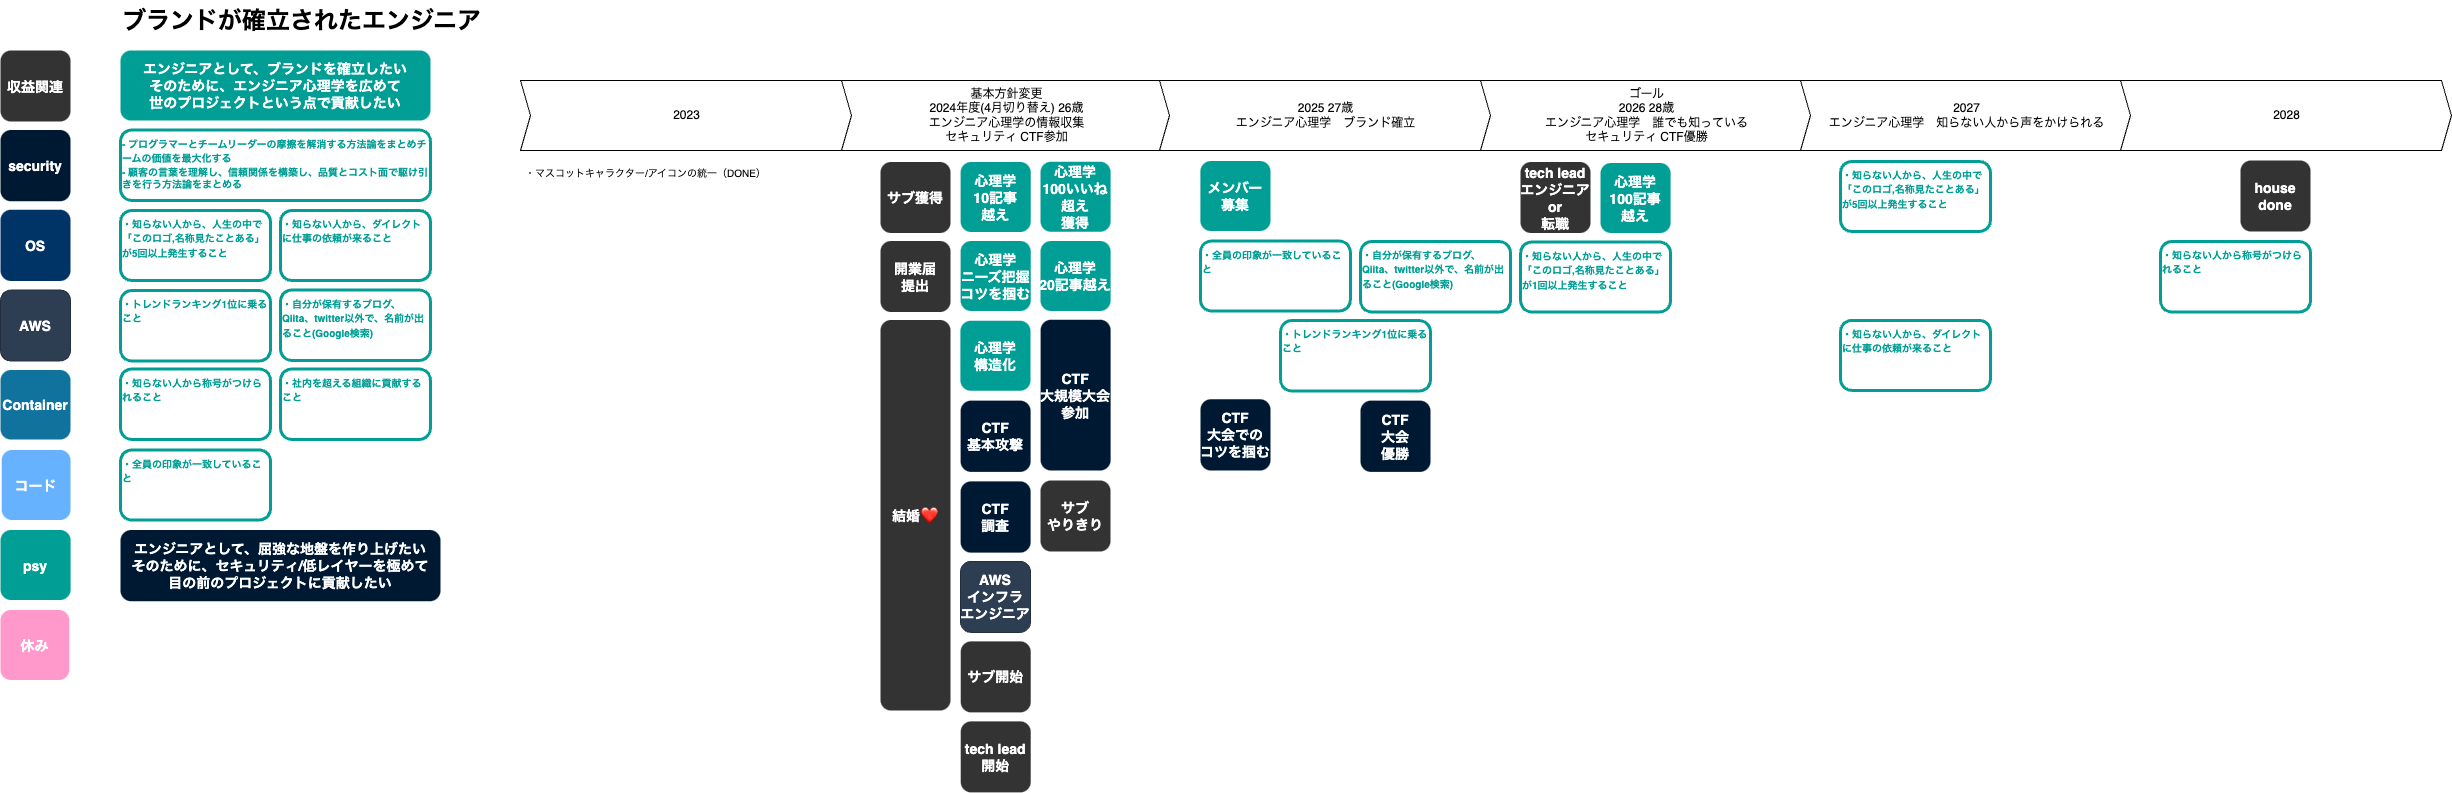 ブランドが確立されたエンジニア
収益関連
security
OS
AWS
Container
コード
psy
休み
エンジニアとして、ブランドを確立したい
そのために、エンジニア心理学を広めて
世のプロジェクトという点で貢献したい
- プログラマーとチームリーダーの摩擦を解消する方法論をまとめチ
ームの価値を最大化する
- 顧客の言葉を理解し、信頼関係を構築し、品質とコスト面で駆け引
きを行う方法論をまとめる
・知らない人から、人生の中で
「このロゴ,名称見たことある」
が5回以上発生すること
・知らない人から、ダイレクト
に仕事の依頼が来ること
・トレンドランキング1位に乗る
こと
・自分が保有するブログ、
Qiita、twitter以外で、名前が出
ること(Google検索)
・知らない人から称号がつけら
れること
・社内を超える組織に貢献する
こと
・全員の印象が一致しているこ
と
エンジニアとして、屈強な地盤を作り上げたい
そのために、セキュリティ/低レイヤーを極めて
目の前のプロジェクトに貢献したい
2023
・マスコットキャラクター/アイコンの統一（DONE）
基本方針変更
2024年度(4月切り替え) 26歳
エンジニア心理学の情報収集
セキュリティ CTF参加
サブ獲得
開業届
提出
結婚❤️
心理学
10記事
越え
心理学
ニーズ把握
コツを掴む
心理学
構造化
CTF
基本攻撃
CTF
調査
AWS
インフラ
エンジニア
サブ開始
tech lead
開始
心理学
100いいね
超え
獲得
心理学
20記事越え
CTF
大規模大会
参加
サブ
やりきり
2025 27歳
エンジニア心理学　ブランド確立
メンバー
募集
・全員の印象が一致しているこ
と
・自分が保有するブログ、
Qiita、twitter以外で、名前が出
ること(Google検索)
・トレンドランキング1位に乗る
こと
CTF
大会での
コツを掴む
CTF
大会
優勝
ゴール
2026 28歳
エンジニア心理学　誰でも知っている
セキュリティ CTF優勝
tech lead
エンジニア
or
転職
心理学
100記事
越え
・知らない人から、人生の中で
「このロゴ,名称見たことある」
が1回以上発生すること
2027
エンジニア心理学　知らない人から声をかけられる
・知らない人から、人生の中で
「このロゴ,名称見たことある」
が5回以上発生すること
・知らない人から、ダイレクト
に仕事の依頼が来ること
2028
house
done
・知らない人から称号がつけら
れること